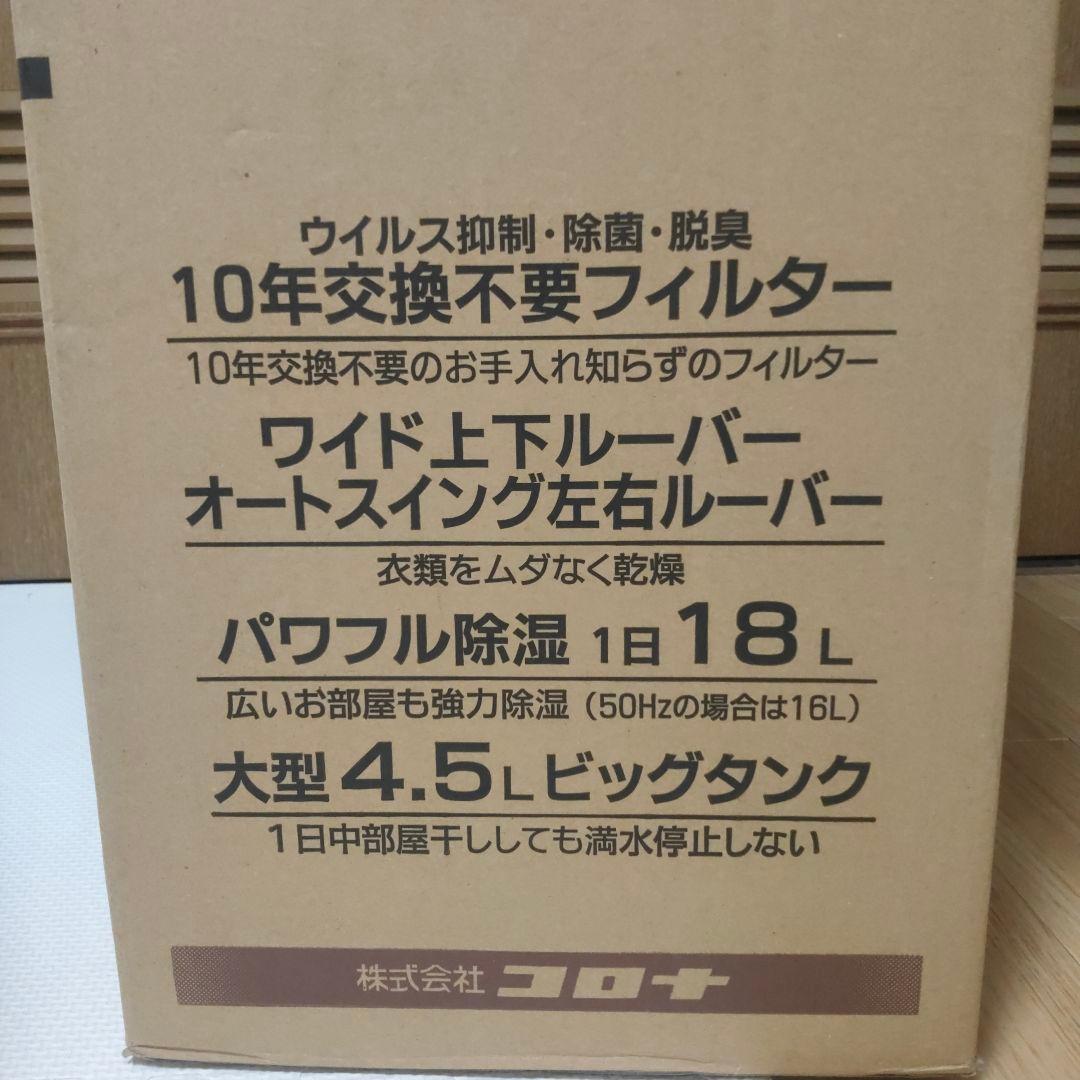 ウイルス抑制・除菌・脱臭
10年交換不要フィルター
10年交換不要のお手入れ知らずのフィルター
ワイド上下ルーバー
オートスイング左右ルーバー
衣類をムダなく乾燥
パワフル除湿 1日18L
広いお部屋も強力除湿（50Hzの場合は16L）
大型4.5Lビッグタンク
1日中部屋干ししても満水停止しない
株式会社 コロナ